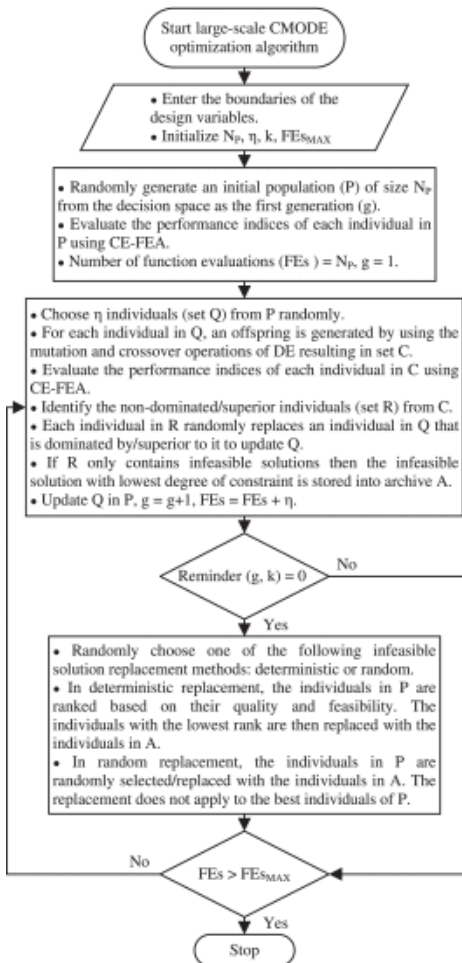 Start large-scale CMODE
optimization algorithm
• Enter the boundaries of the
design variables.
• Initialize NP, η, k, FEsMAX
• Randomly generate an initial population (P) of size NP
from the decision space as the first generation (g).
• Evaluate the performance indices of each individual in
P using CE-FEA.
• Number of function evaluations (FEs ) = NP, g = 1.
• Choose η individuals (set Q) from P randomly.
• For each individual in Q, an offspring is generated by using the
mutation and crossover operations of DE resulting in set C.
• Evaluate the performance indices of each individual in C using
CE-FEA.
• Identify the non-dominated/superior individuals (set R) from C.
• Each individual in R randomly replaces an individual in Q that
is dominated by/superior to it to update Q.
• If R only contains infeasible solutions then the infeasible
solution with lowest degree of constraint is stored into archive A.
• Update Q in P, g = g+1, FEs = FEs + η.
Reminder (g, k) = 0
No
Yes
• Randomly choose one of the following infeasible
solution replacement methods: deterministic or random.
• In deterministic replacement, the individuals in P are
ranked based on their quality and feasibility. The
individuals with the lowest rank are then replaced with the
individuals in A.
• In random replacement, the individuals in P are
randomly selected/replaced with the individuals in A. The
replacement does not apply to the best individuals of P.
No
FEs > FEsMAX
Yes
Stop